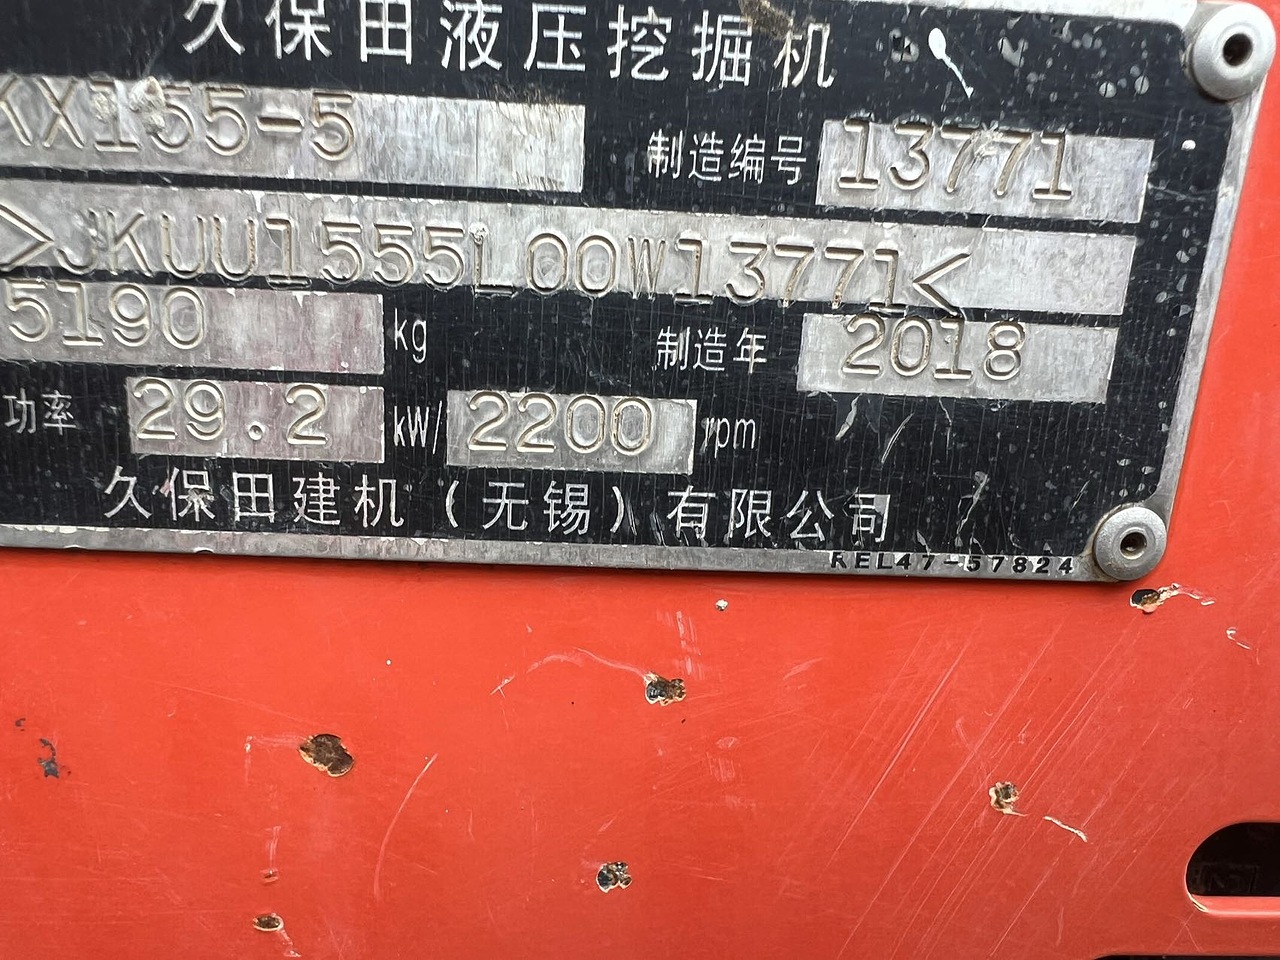 久保田液压挖掘机
KX155-5 制造编号 13771
>JKUU1555L00W13771<
5190 kg 制造年 2018
功率 29.2 kW/ 2200 rpm
久保田建机（无锡）有限公司
REL47-57824